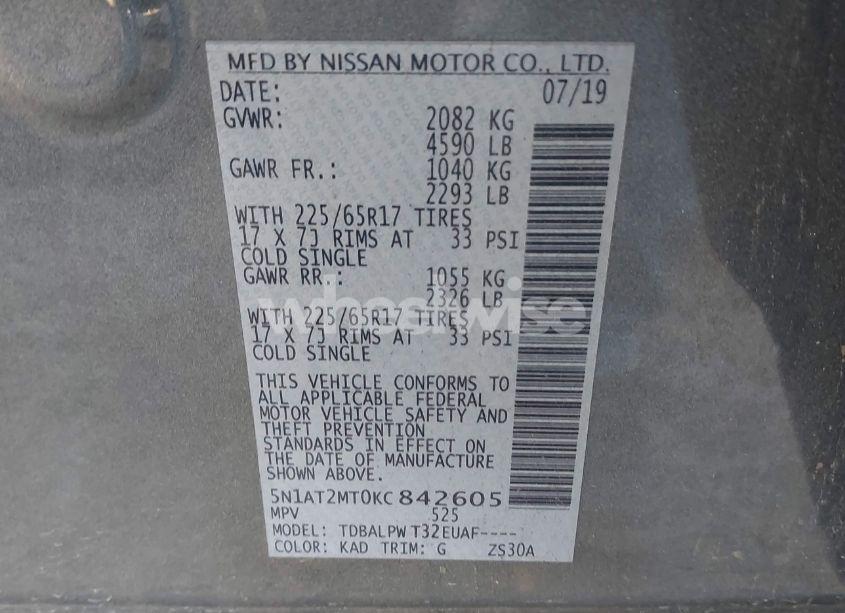 MFD BY NISSAN MOTOR CO., LTD.
DATE: 07/19
GVWR: 2082 KG
4590 LB
GAWR FR.: 1040 KG
2293 LB
WITH 225/65R17 TIRES
17 X 7J RIMS AT 33 PSI
COLD SINGLE
GAWR RR.: 1055 KG
2326 LB
WITH 225/65R17 TIRES
17 X 7J RIMS AT 33 PSI
COLD SINGLE
THIS VEHICLE CONFORMS TO
ALL APPLICABLE FEDERAL
MOTOR VEHICLE SAFETY AND
THEFT PREVENTION
STANDARDS IN EFFECT ON
THE DATE OF MANUFACTURE
SHOWN ABOVE.
5N1AT2MT0KC842605
MPV 525
MODEL: TDBALPW T32EUAF----
COLOR: KAD TRIM: G ZS30A